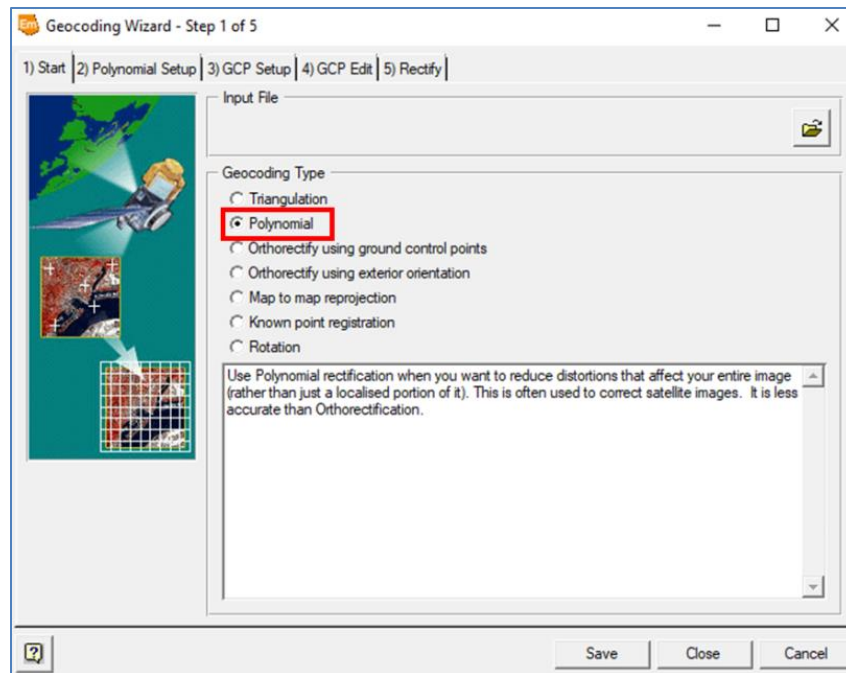 Em Geocoding Wizard - Step 1 of 5
1) Start 2) Polynomial Setup 3) GCP Setup 4) GCP Edit 5) Rectify
Input File
Geocoding Type
Triangulation
Polynomial
Orthorectify using ground control points
Orthorectify using exterior orientation
Map to map reprojection
Known point registration
Rotation
Use Polynomial rectification when you want to reduce distortions that affect your entire image
(rather than just a localised portion of it). This is often used to correct satellite images. It is less
accurate than Orthorectification.
? Save Close Cancel